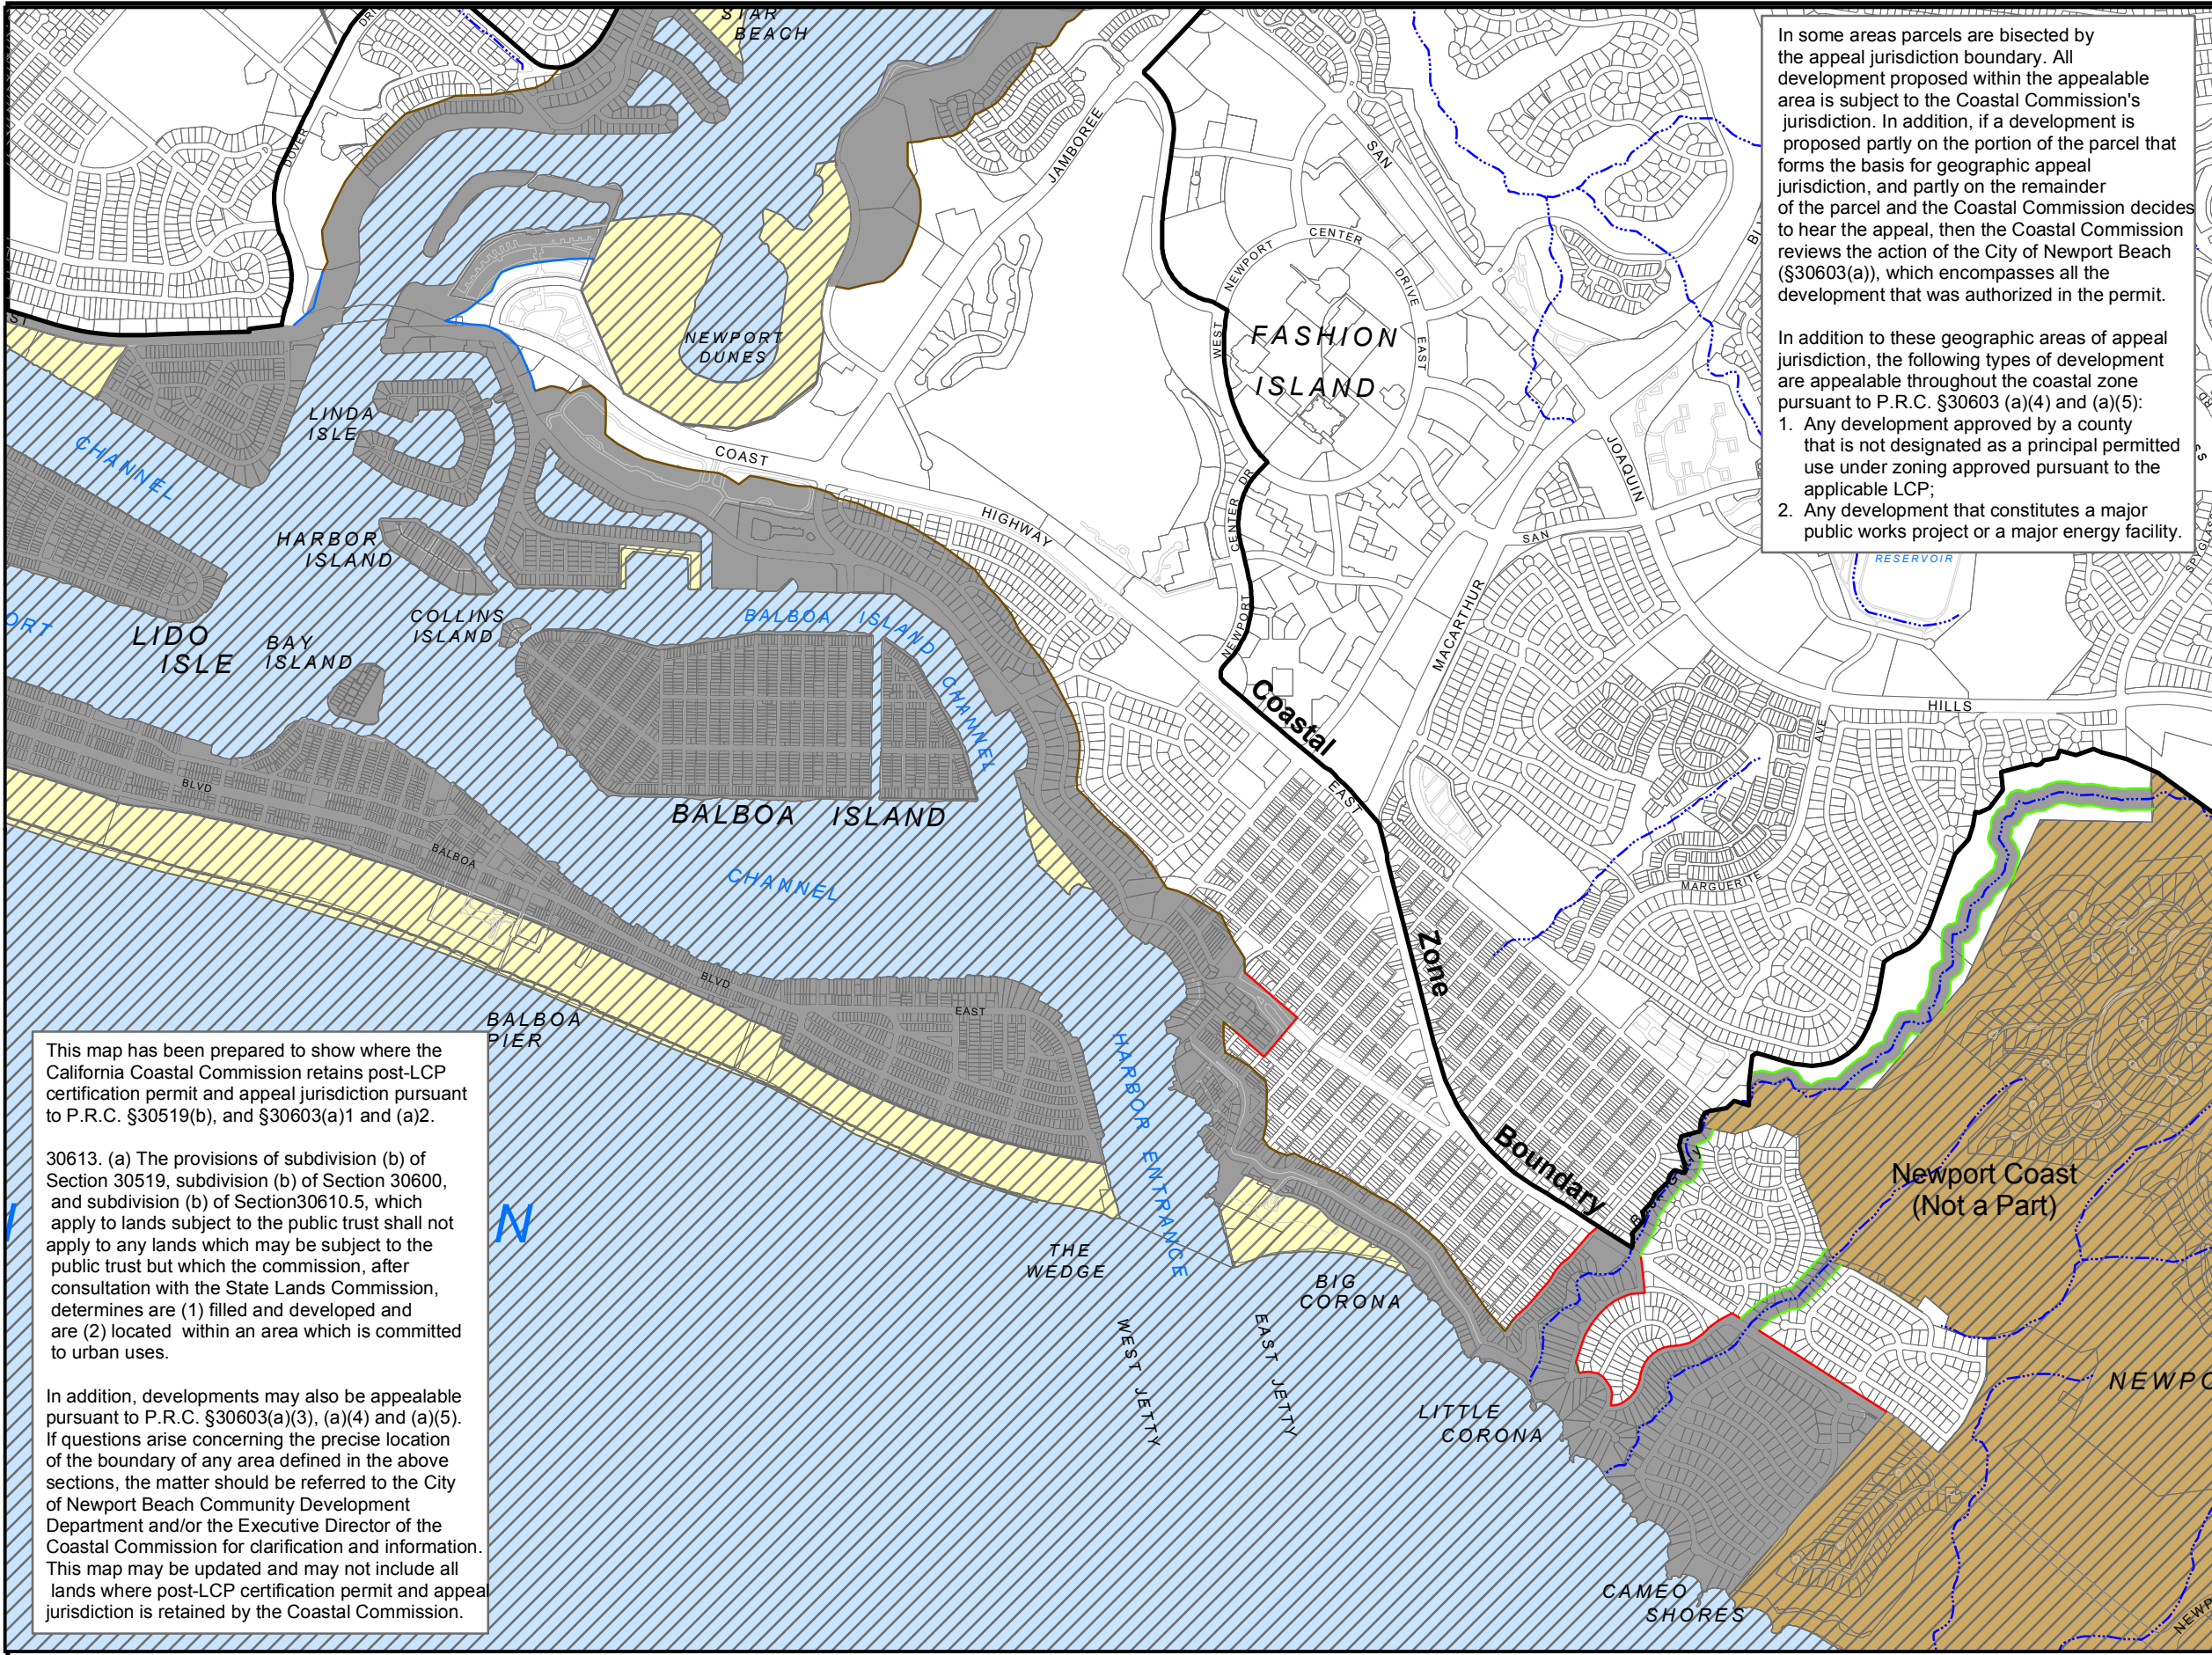 STAR
BEACH
DOVER
JAMBOREE
SAN
NEWPORT
CENTER
DRIVE
EAST
WEST
FASHION
ISLAND
NEWPORT
DUNES
In some areas parcels are bisected by
the appeal jurisdiction boundary. All
development proposed within the appealable
area is subject to the Coastal Commission's
jurisdiction. In addition, if a development is
proposed partly on the portion of the parcel that
forms the basis for geographic appeal
jurisdiction, and partly on the remainder
of the parcel and the Coastal Commission decides
to hear the appeal, then the Coastal Commission
reviews the action of the City of Newport Beach
(§30603(a)), which encompasses all the
development that was authorized in the permit.
In addition to these geographic areas of appeal
jurisdiction, the following types of development
are appealable throughout the coastal zone
pursuant to P.R.C. §30603 (a)(4) and (a)(5):
1. Any development approved by a county
that is not designated as a principal permitted
use under zoning approved pursuant to the
applicable LCP;
2. Any development that constitutes a major
public works project or a major energy facility.
LINDA
ISLE
CHANNEL
COAST
HIGHWAY
CENTER DR
NEWPORT
JOAQUIN
SAN
MACARTHUR
RESERVOIR
HARBOR
ISLAND
COLLINS
ISLAND
LIDO
ISLE
BAY
ISLAND
ORT
BALBOA ISLAND CHANNEL
HILLS
AVE
Coastal
EAST
BLVD
BALBOA ISLAND
BALBOA
CHANNEL
MARGUERITE
Zone
BLVD
EAST
BALBOA
PIER
HARBOR ENTRANCE
Boundary
Newport Coast
(Not a Part)
N
THE
WEDGE
BIG
CORONA
WEST JETTY
EAST JETTY
LITTLE
CORONA
NEWPO
CAMEO
SHORES
NEWP
This map has been prepared to show where the
California Coastal Commission retains post-LCP
certification permit and appeal jurisdiction pursuant
to P.R.C. §30519(b), and §30603(a)1 and (a)2.
30613. (a) The provisions of subdivision (b) of
Section 30519, subdivision (b) of Section 30600,
and subdivision (b) of Section30610.5, which
apply to lands subject to the public trust shall not
apply to any lands which may be subject to the
public trust but which the commission, after
consultation with the State Lands Commission,
determines are (1) filled and developed and
are (2) located within an area which is committed
to urban uses.
In addition, developments may also be appealable
pursuant to P.R.C. §30603(a)(3), (a)(4) and (a)(5).
If questions arise concerning the precise location
of the boundary of any area defined in the above
sections, the matter should be referred to the City
of Newport Beach Community Development
Department and/or the Executive Director of the
Coastal Commission for clarification and information.
This map may be updated and may not include all
lands where post-LCP certification permit and appeal
jurisdiction is retained by the Coastal Commission.